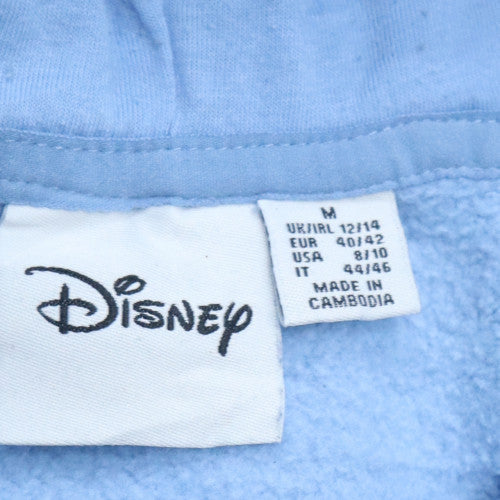 Disney
M
UK/IRL 12/14
EUR 40/42
USA 8/10
IT 44/46
MADE IN
CAMBODIA